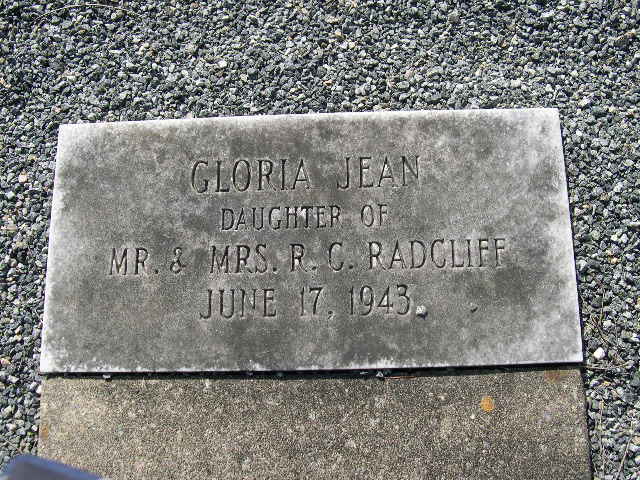 GLORIA JEAN
DAUGHTER OF
MR. & MRS. R. C. RADCLIFF
JUNE 17, 1943